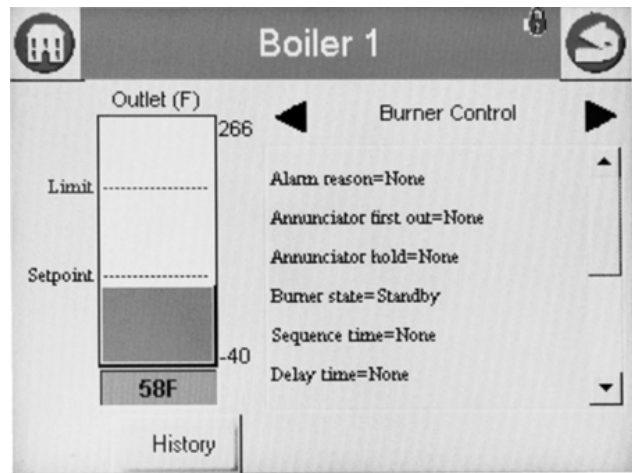 Boiler 1
Outlet (F)
266
Limit
Setpoint
-40
58F
History
Burner Control
Alarm reason=None
Annunciator first out=None
Annunciator hold=None
Burner state=Standby
Sequence time=None
Delay time=None